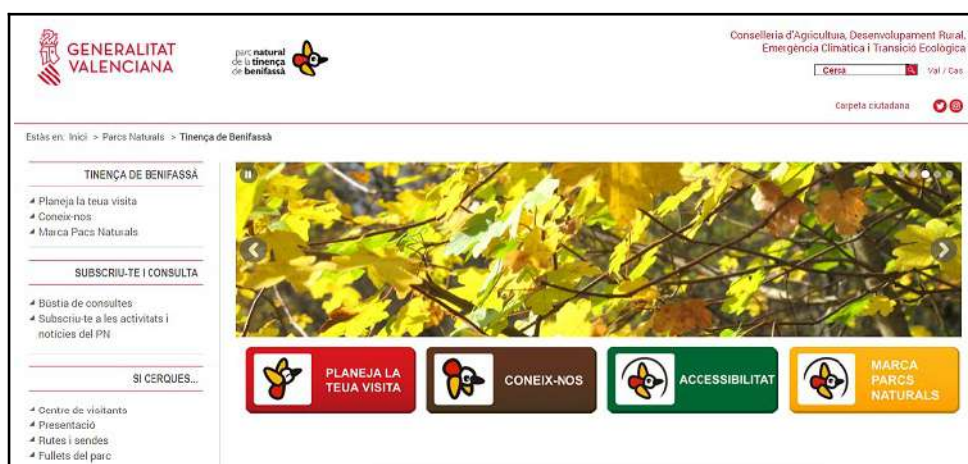 GENERALITAT
VALENCIANA
parc natural
de la tinença
de benifassà
Conselleria d'Agricultura, Desenvolupament Rural,
Emergència Climàtica i Transició Ecològica
Cerca
Val / Cas
Carpeta ciutadana
Estàs en: Inici > Parcs Naturals > Tinença de Benifassà
TINENÇA DE BENIFASSÀ
Planeja la teua visita
Coneix-nos
Marca Pacs Naturals
SUBSCRIU-TE I CONSULTA
Bústia de consultes
Subscriu-te a les activitats i
notícies del PN
SI CERQUES...
Centre de visitants
Presentació
Rutes i sendes
Fullets del parc
PLANEJA LA
TEUA VISITA
CONEIX-NOS
ACCESSIBILITAT
MARCA
PARCS
NATURALS